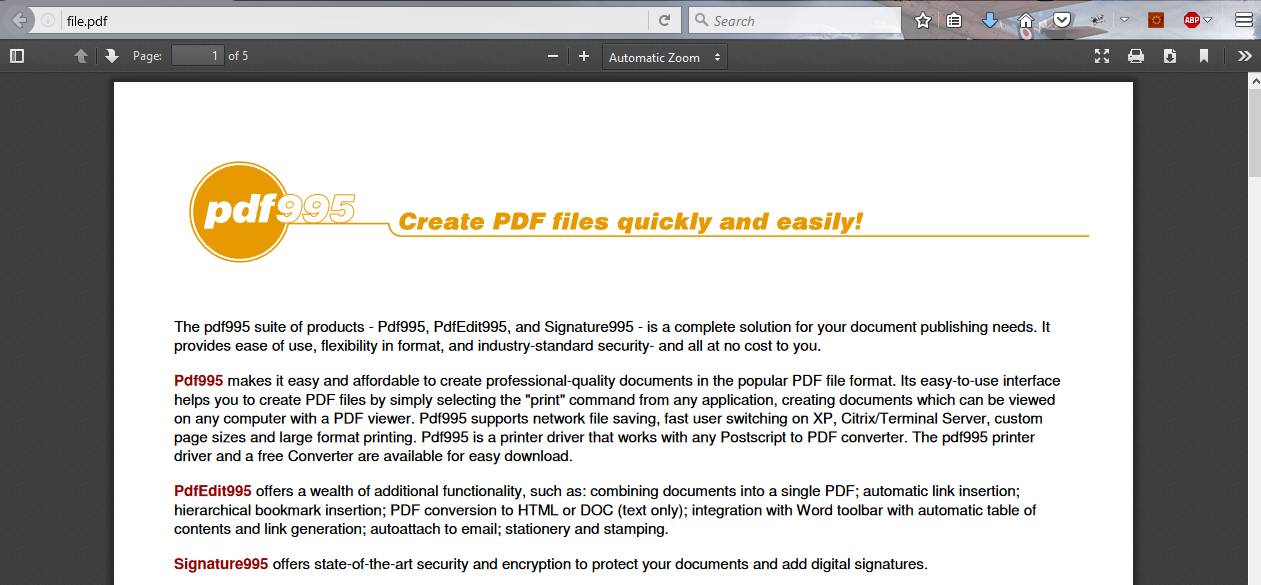 file.pdf
Search
ABP
Page: 1 of 5
Automatic Zoom
pdf995
Create PDF files quickly and easily!
The pdf995 suite of products - Pdf995, PdfEdit995, and Signature995 - is a complete solution for your document publishing needs. It
provides ease of use, flexibility in format, and industry-standard security- and all at no cost to you.
Pdf995 makes it easy and affordable to create professional-quality documents in the popular PDF file format. Its easy-to-use interface
helps you to create PDF files by simply selecting the "print" command from any application, creating documents which can be viewed
on any computer with a PDF viewer. Pdf995 supports network file saving, fast user switching on XP, Citrix/Terminal Server, custom
page sizes and large format printing. Pdf995 is a printer driver that works with any Postscript to PDF converter. The pdf995 printer
driver and a free Converter are available for easy download.
PdfEdit995 offers a wealth of additional functionality, such as: combining documents into a single PDF; automatic link insertion;
hierarchical bookmark insertion; PDF conversion to HTML or DOC (text only); integration with Word toolbar with automatic table of
contents and link generation; autoattach to email; stationery and stamping.
Signature995 offers state-of-the-art security and encryption to protect your documents and add digital signatures.